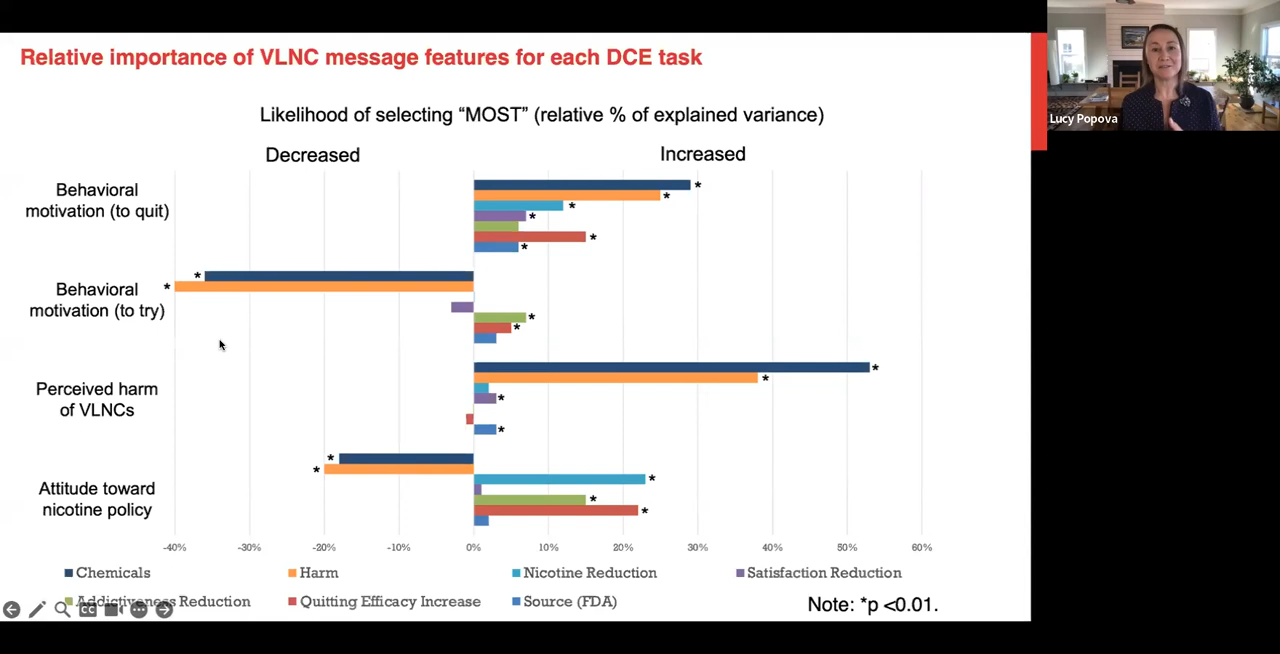 Relative importance of VLNC message features for each DCE task
Lucy Popova
Likelihood of selecting “MOST” (relative % of explained variance)
Decreased
Increased
Behavioral
motivation (to quit)
*
*
*
*
*
*
Behavioral
motivation (to try)
*
*
*
*
Perceived harm
of VLNCs
*
*
*
*
Attitude toward
nicotine policy
*
*
*
*
*
-40% -30% -20% -10% 0% 10% 20% 30% 40% 50% 60%
Chemicals Harm Nicotine Reduction Satisfaction Reduction
Addictiveness Reduction Quitting Efficacy Increase Source (FDA)
CC
Note: *p <0.01.